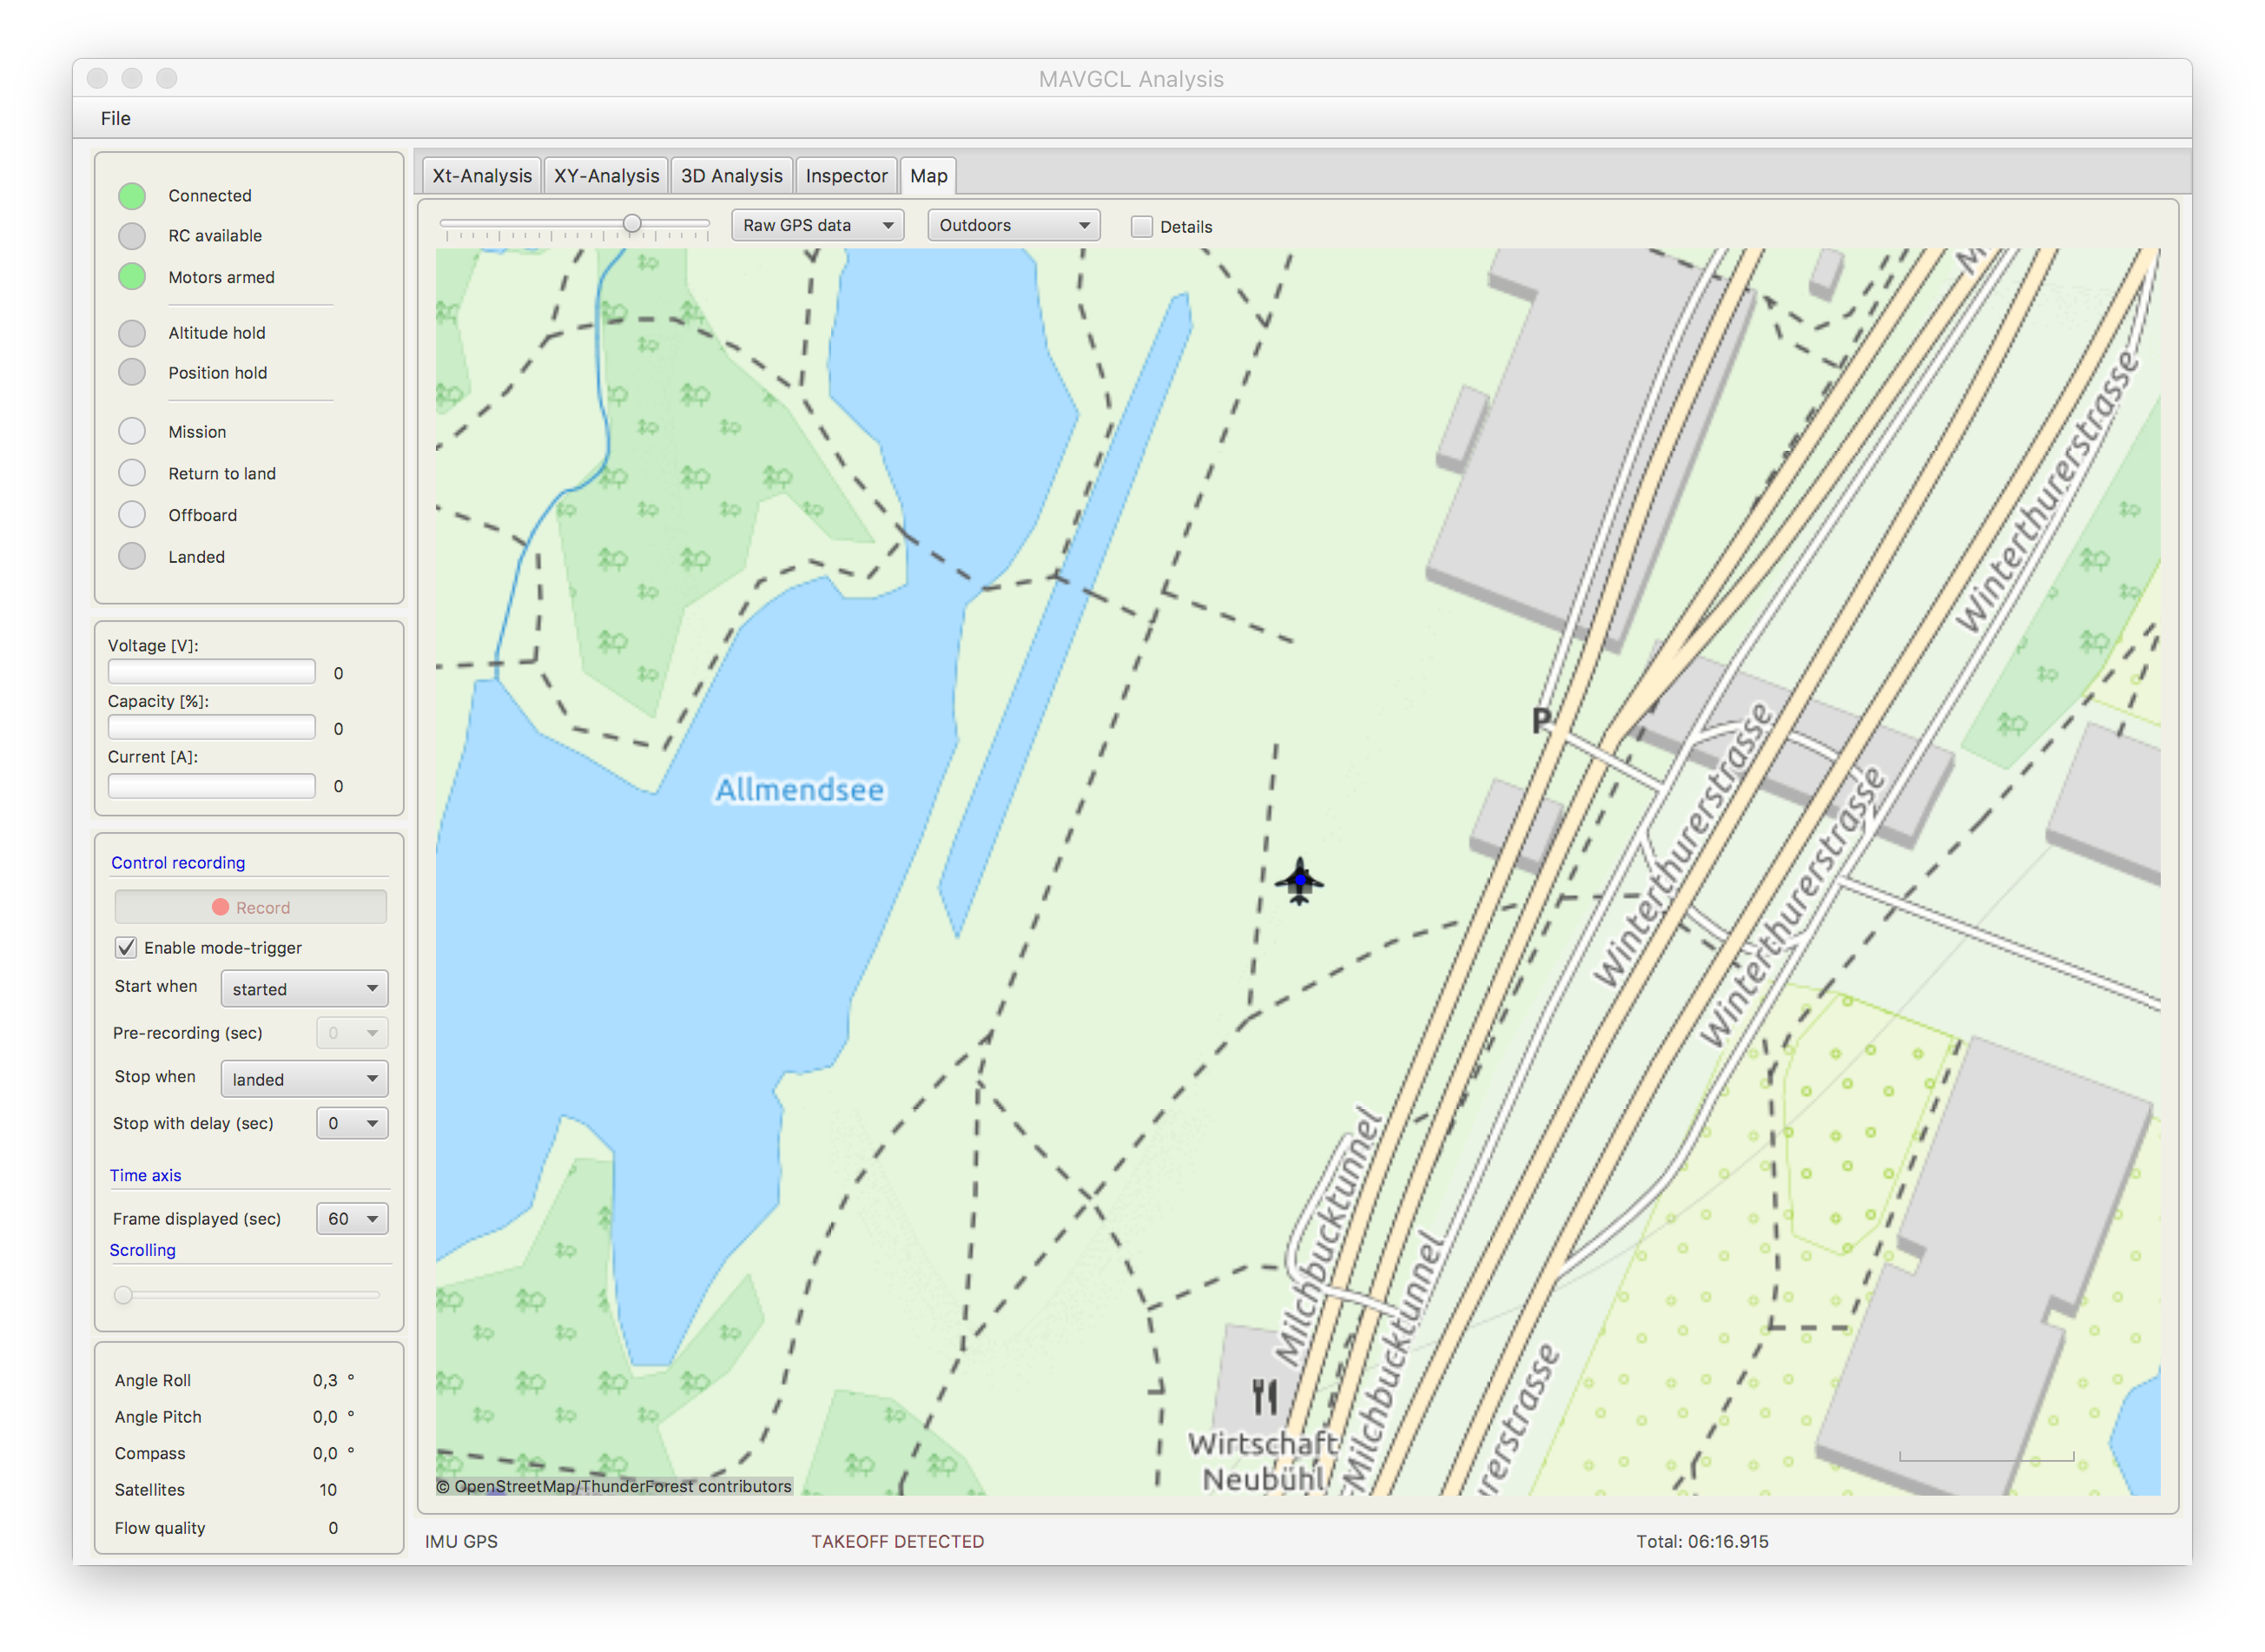 MAVGCL Analysis
File
Connected
RC available
Motors armed
Altitude hold
Position hold
Mission
Return to land
Offboard
Landed
Voltage [V]:
0
Capacity [%]:
0
Current [A]:
0
Control recording
Record
Enable mode-trigger
Start when started
Pre-recording (sec) 0
Stop when landed
Stop with delay (sec) 0
Time axis
Frame displayed (sec) 60
Scrolling
Angle Roll 0,3 °
Angle Pitch 0,0 °
Compass 0,0 °
Satellites 10
Flow quality 0
Xt-Analysis XY-Analysis 3D Analysis Inspector Map
Raw GPS data Outdoors Details
Winterthurerstrasse
P
Allmendsee
Winterthurerstrasse
Winterthurerstrasse
Milchbucktunnel
Milchbucktunnel
urerstrasse
Wirtschaft
Neubühl
© OpenStreetMap/ThunderForest contributors
IMU GPS TAKEOFF DETECTED Total: 06:16.915